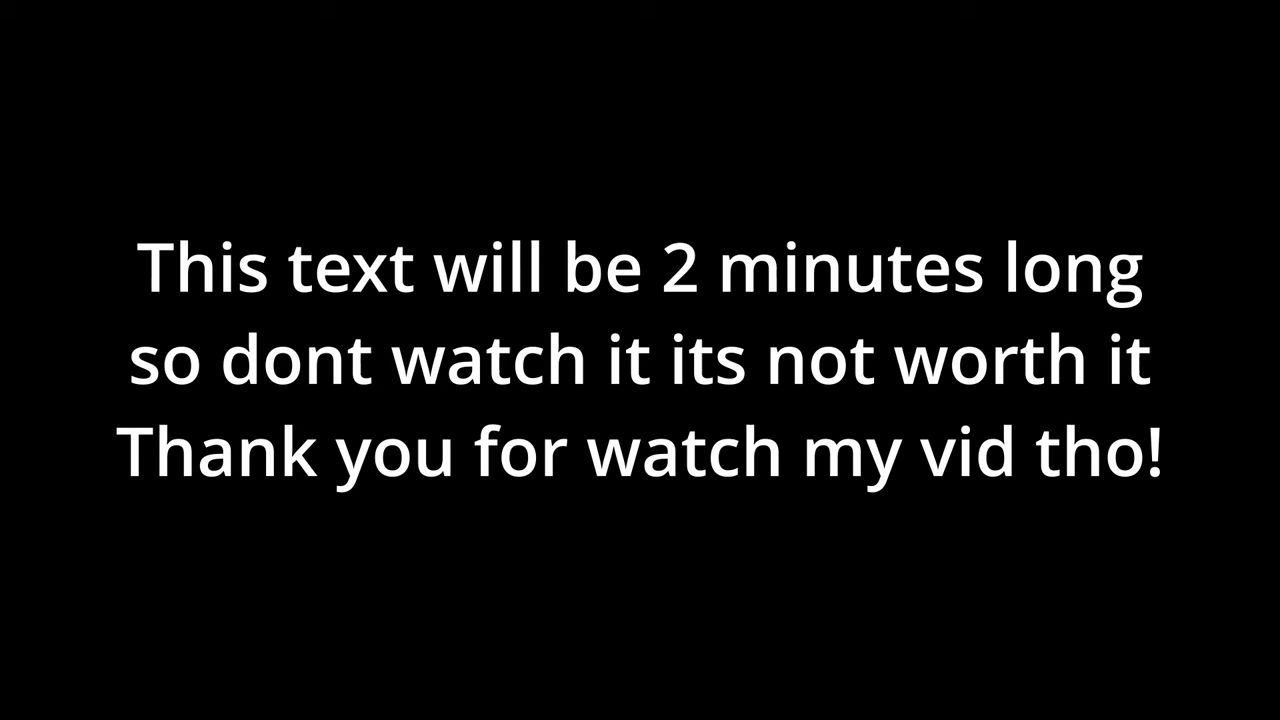 This text will be 2 minutes long
so dont watch it its not worth it
Thank you for watch my vid tho!